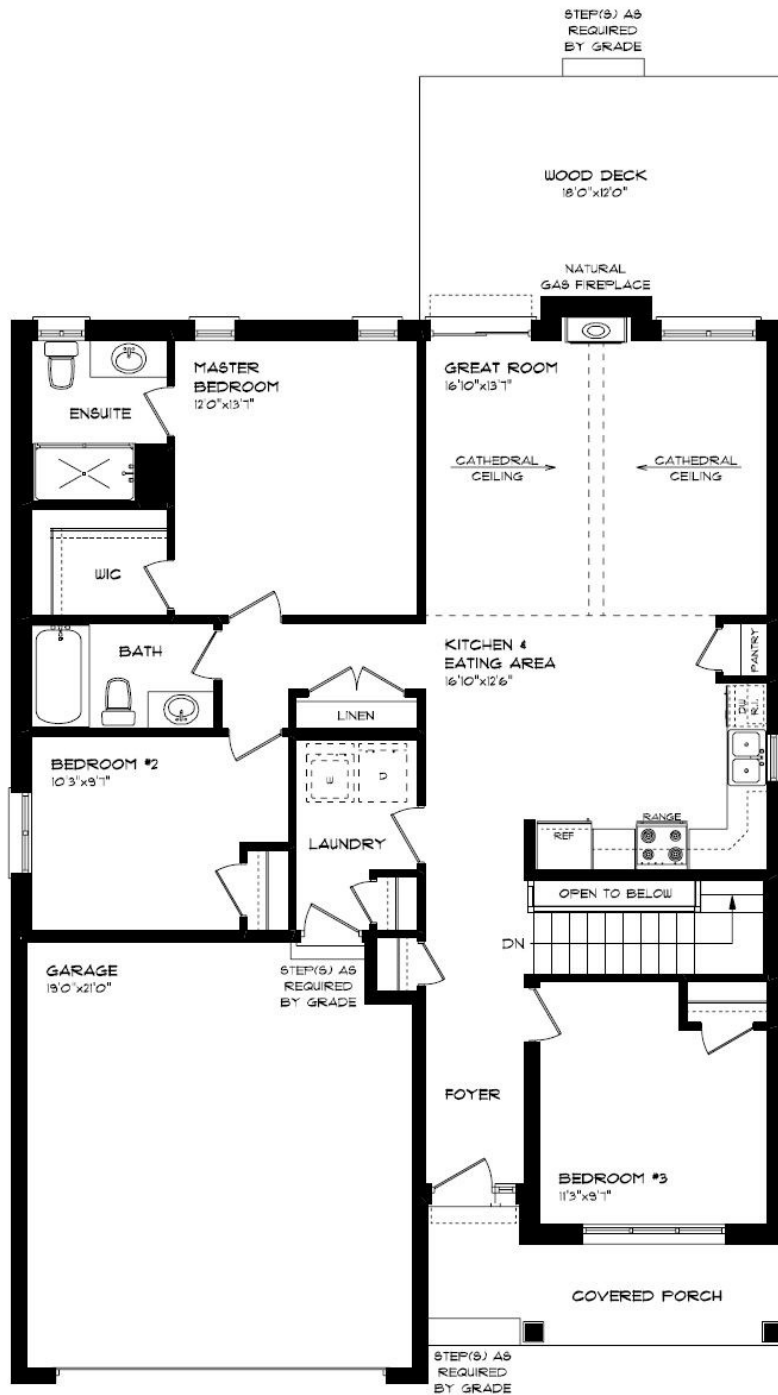 STEP(S) AS
REQUIRED
BY GRADE
WOOD DECK
18'0"x12'0"
NATURAL
GAS FIREPLACE
MASTER
BEDROOM
12'0"x13'7"
GREAT ROOM
16'10"x13'7"
ENSUITE
CATHEDRAL
CEILING
CATHEDRAL
CEILING
WIC
BATH
KITCHEN &
EATING AREA
16'10"x12'6"
PANTRY
LINEN
DW
R.I.
BEDROOM #2
10'3"x9'7"
D
LAUNDRY
RANGE
REF
OPEN TO BELOW
DN
GARAGE
19'0"x21'0"
STEP(S) AS
REQUIRED
BY GRADE
FOYER
BEDROOM #3
11'3"x9'7"
COVERED PORCH
STEP(S) AS
REQUIRED
BY GRADE